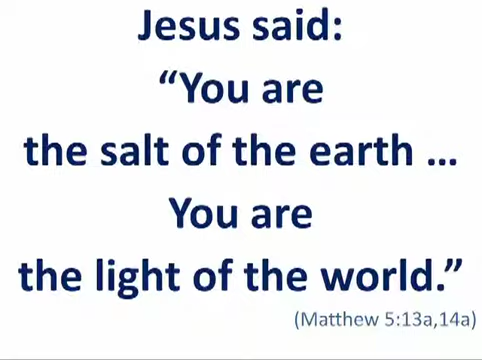 Jesus said:
“You are
the salt of the earth ...
You are
the light of the world.”
(Matthew 5:13a,14a)